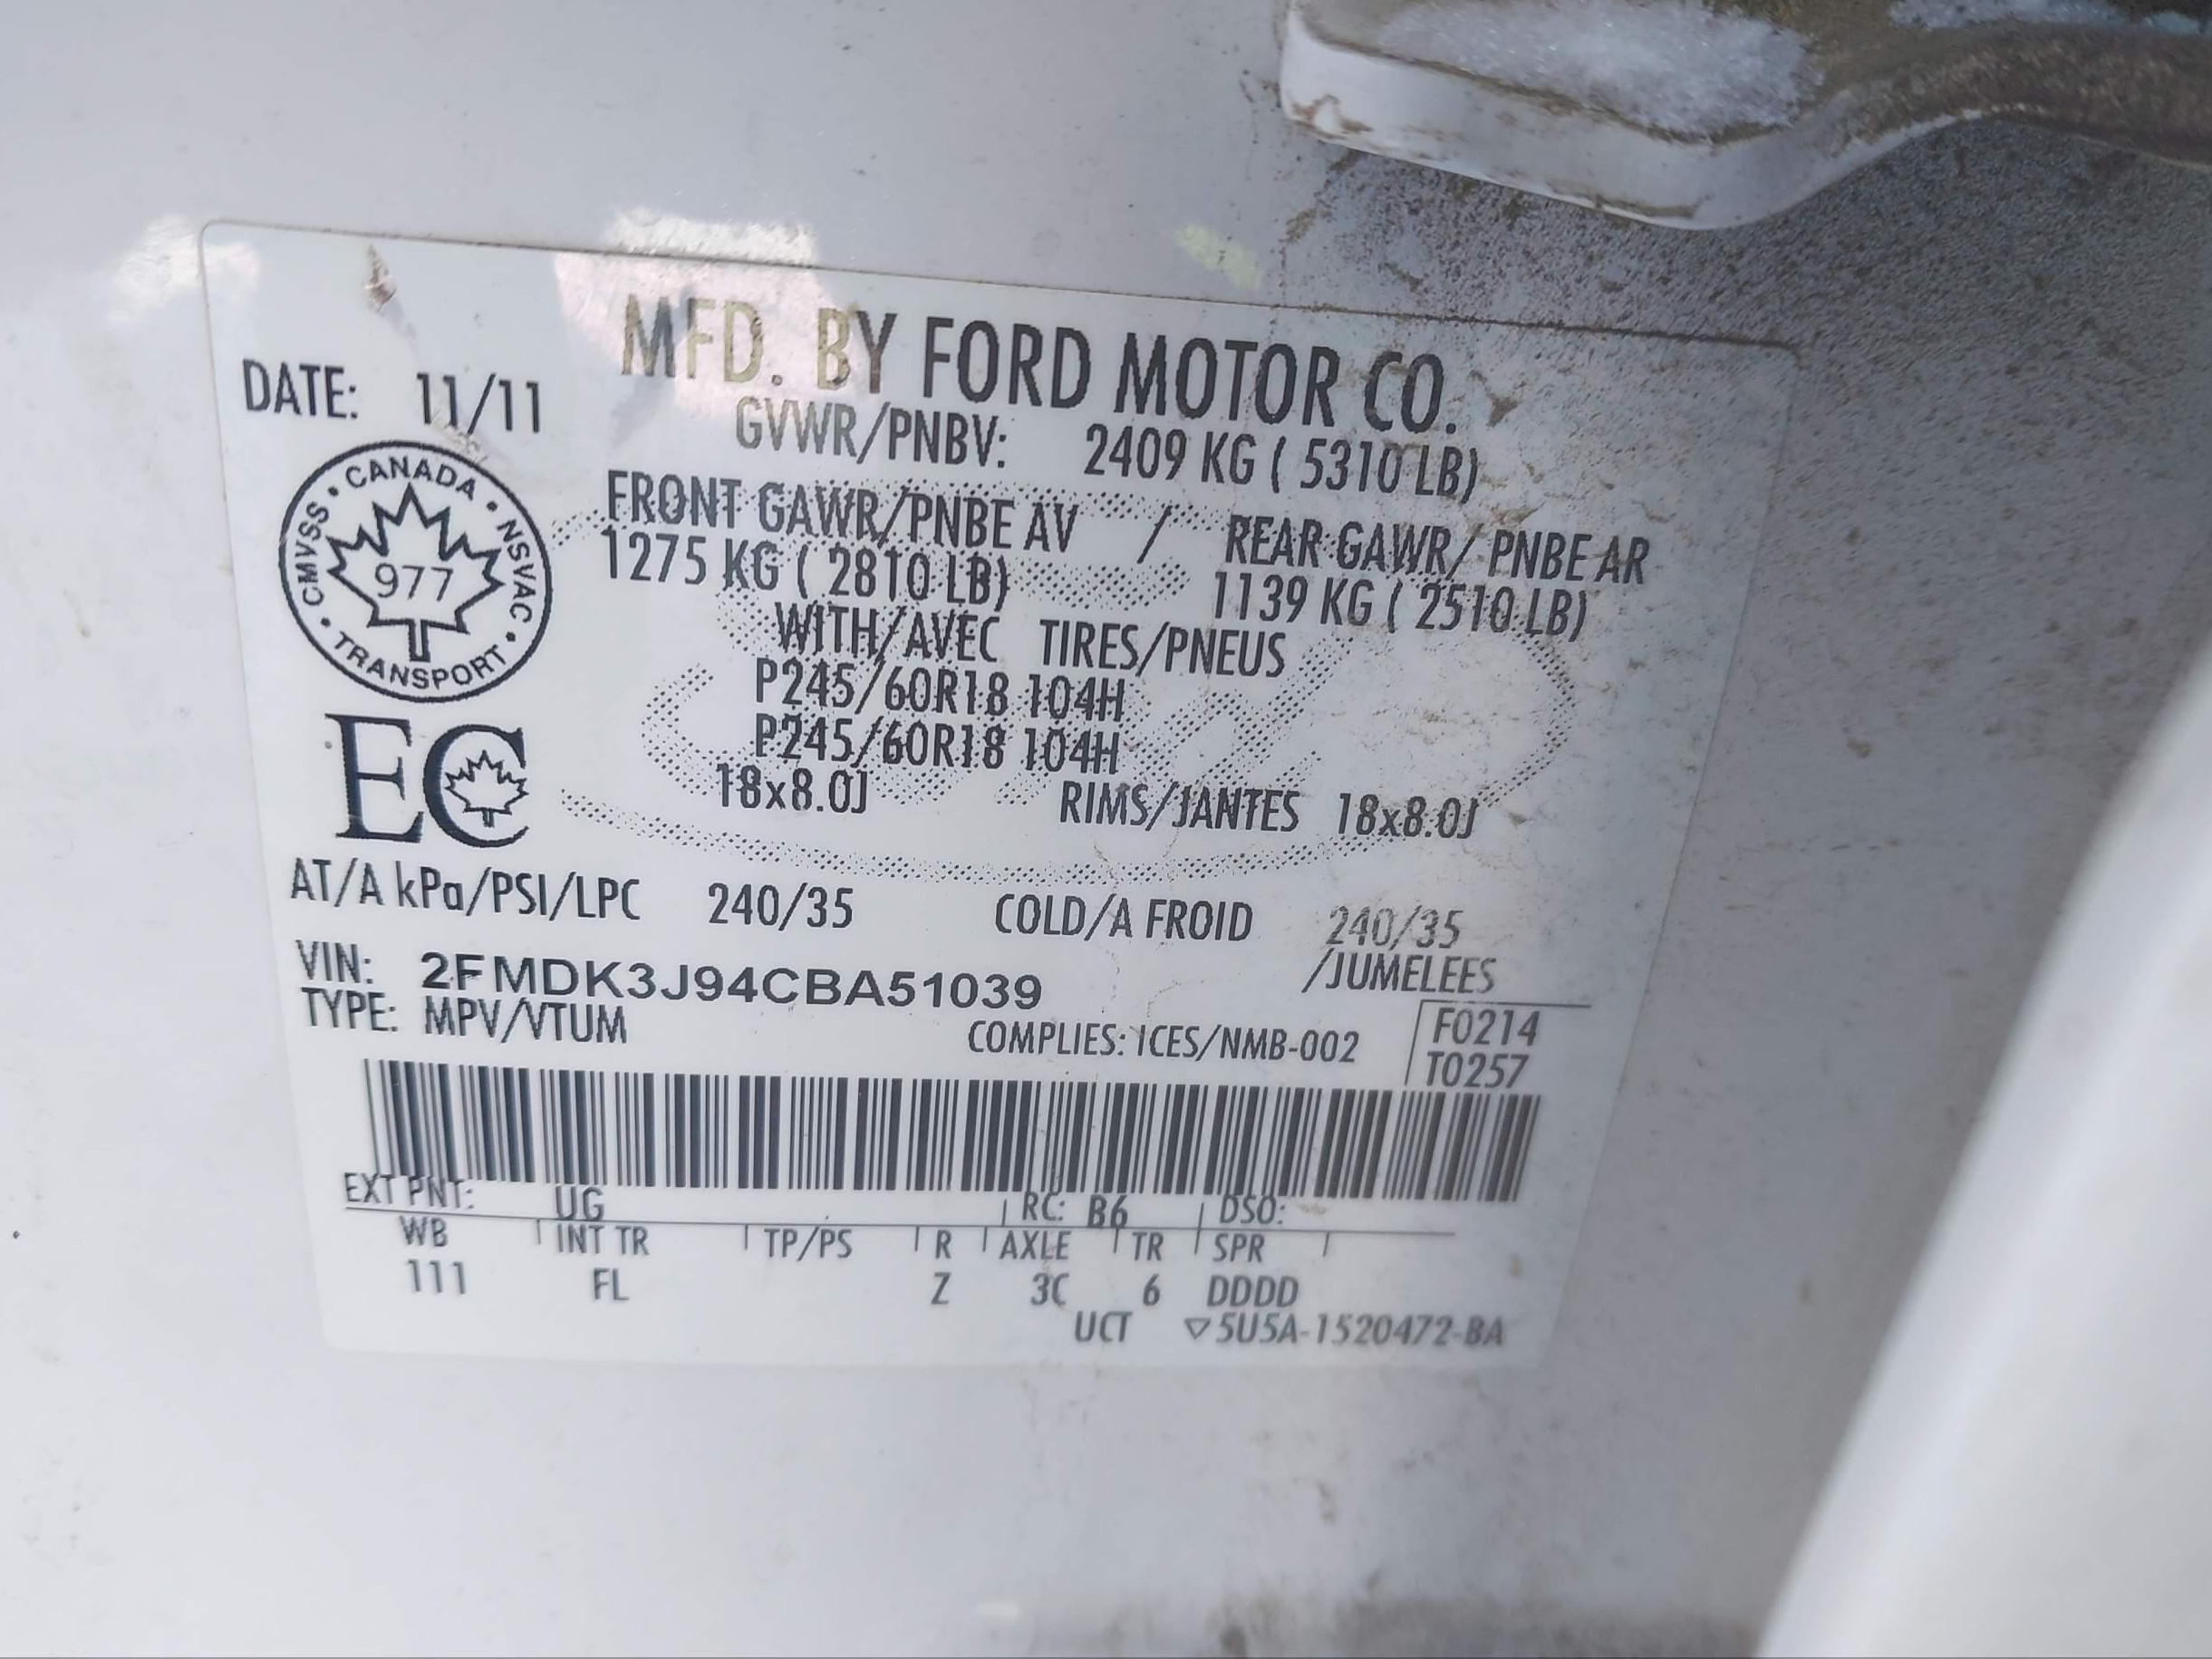 MFD. BY FORD MOTOR CO.
DATE: 11/11
GVWR/PNBV: 2409 KG ( 5310 LB)
FRONT GAWR/PNBE AV / REAR GAWR/ PNBE AR
1275 KG ( 2810 LB) 1139 KG ( 2510 LB)
WITH/AVEC TIRES/PNEUS
P245/60R18 104H
P245/60R18 104H
18x8.0J RIMS/JANTES 18x8.0J
CMVSS • CANADA • NSVAC • TRANSPORT •
977
EC
AT/A kPa/PSI/LPC 240/35 COLD/A FROID 240/35
/JUMELEES
VIN: 2FMDK3J94CBA51039
TYPE: MPV/VTUM
COMPLIES: ICES/NMB-002
F0214
T0257
EXT PNT: UG RC: B6 DSO:
WB INT TR TP/PS R AXLE TR SPR
111 FL Z 3C 6 DDDD
UCT ▽5U5A-1520472-BA